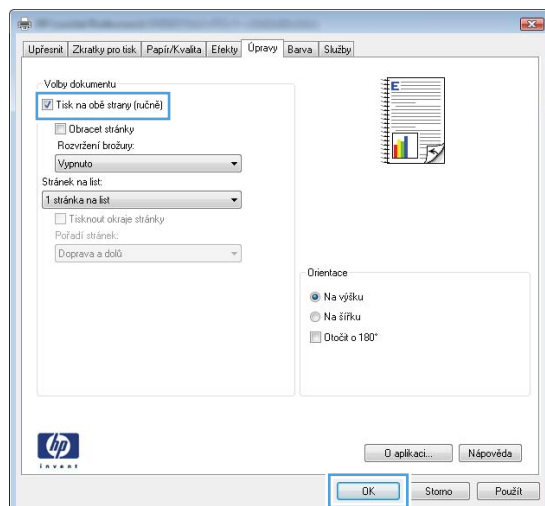 Upřesnit Zkratky pro tisk Papír/Kvalita Efekty Úpravy Barva Služby
Volby dokumentu
Tisk na obě strany (ručně)
Obracet stránky
Rozvržení brožury:
Vypnuto
Stránek na list:
1 stránka na list
Tisknout okraje stránky
Pořadí stránek:
Doprava a dolů
E
Orientace
Na výšku
Na šířku
Otočit o 180°
hp
invent
O aplikaci... Nápověda
OK Storno Použít